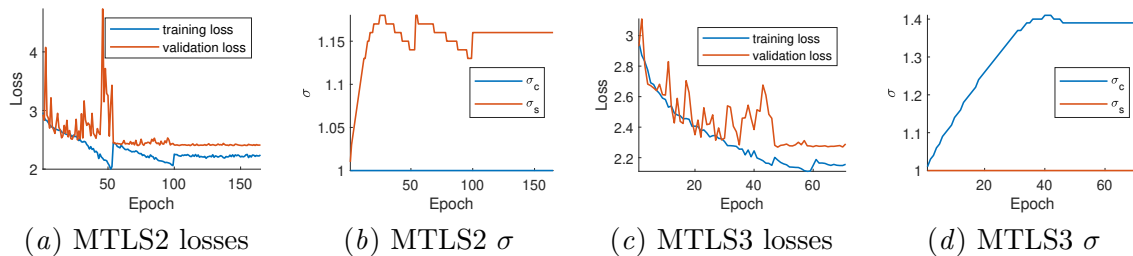 4
3
2
Loss
50
100
150
Epoch
training loss
validation loss
(a) MTLS2 losses
1.15
1.1
1.05
1
σ
50
100
150
Epoch
σc
σs
(b) MTLS2 σ
3
2.8
2.6
2.4
2.2
Loss
20
40
60
Epoch
training loss
validation loss
(c) MTLS3 losses
1.4
1.3
1.2
1.1
1
σ
20
40
60
Epoch
σc
σs
(d) MTLS3 σ